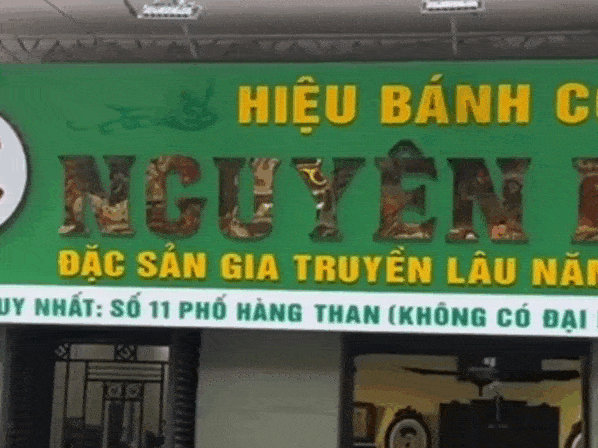 HIỆU BÁNH CỐ
NGUYÊN
ĐẶC SẢN GIA TRUYỀN LÂU NĂM
UY NHẤT: SỐ 11 PHỐ HÀNG THAN (KHÔNG CÓ ĐẠI